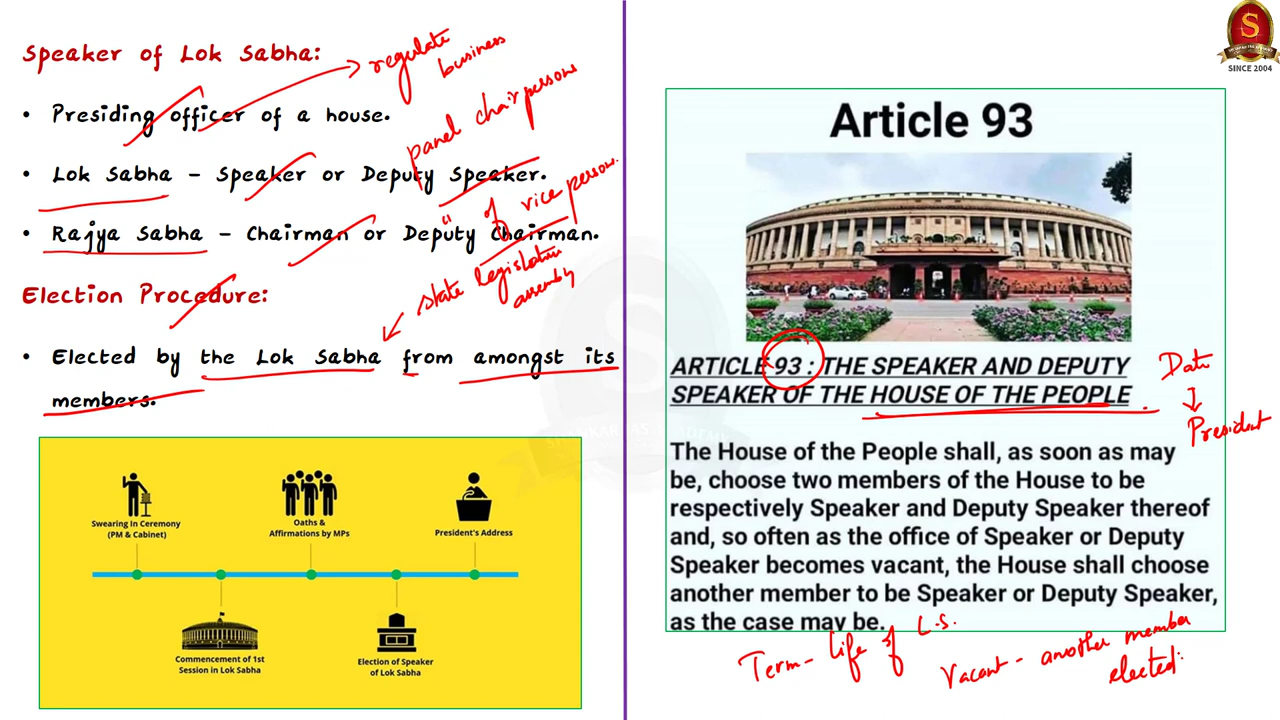 Speaker of Lok Sabha:
regulate
business
• Presiding officer of a house.
panel chairpersons
• Lok Sabha – Speaker or Deputy Speaker.
" of vice person.
• Rajya Sabha – Chairman or Deputy Chairman.
state legislative
assembly
Election Procedure:
• Elected by the Lok Sabha from amongst its
members.
Swearing In Ceremony
(PM & Cabinet)
Oaths &
Affirmations by MPs
President's Address
Commencement of 1st
Session in Lok Sabha
Election of Speaker
of Lok Sabha
S
SINCE 2004
Article 93
ARTICLE 93 : THE SPEAKER AND DEPUTY
SPEAKER OF THE HOUSE OF THE PEOPLE
Date
President
The House of the People shall, as soon as may
be, choose two members of the House to be
respectively Speaker and Deputy Speaker thereof
and, so often as the office of Speaker or Deputy
Speaker becomes vacant, the House shall choose
another member to be Speaker or Deputy Speaker,
as the case may be.
Term - life of L.S.
Vacant - another member
elected.